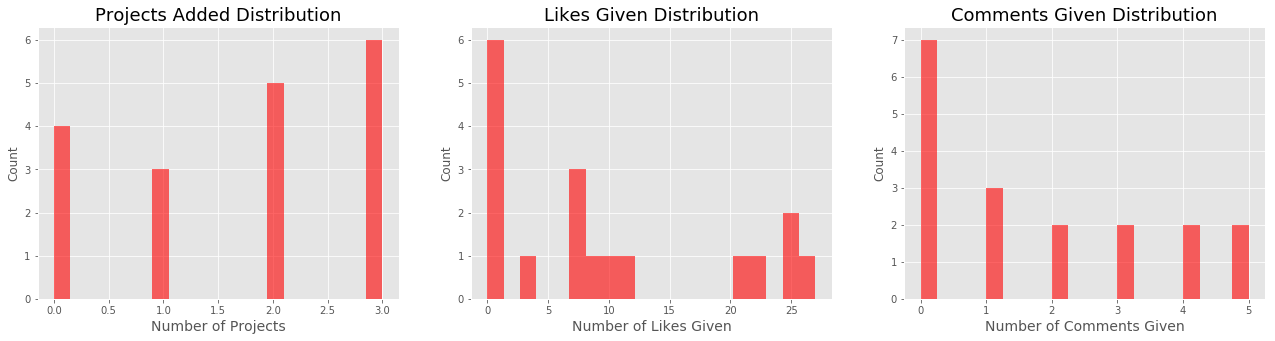 Projects Added Distribution
6
5
4
3
2
1
0
Count
0.0 0.5 1.0 1.5 2.0 2.5 3.0
Number of Projects
Likes Given Distribution
6
5
4
3
2
1
0
Count
0 5 10 15 20 25
Number of Likes Given
Comments Given Distribution
7
6
5
4
3
2
1
0
Count
0 1 2 3 4 5
Number of Comments Given